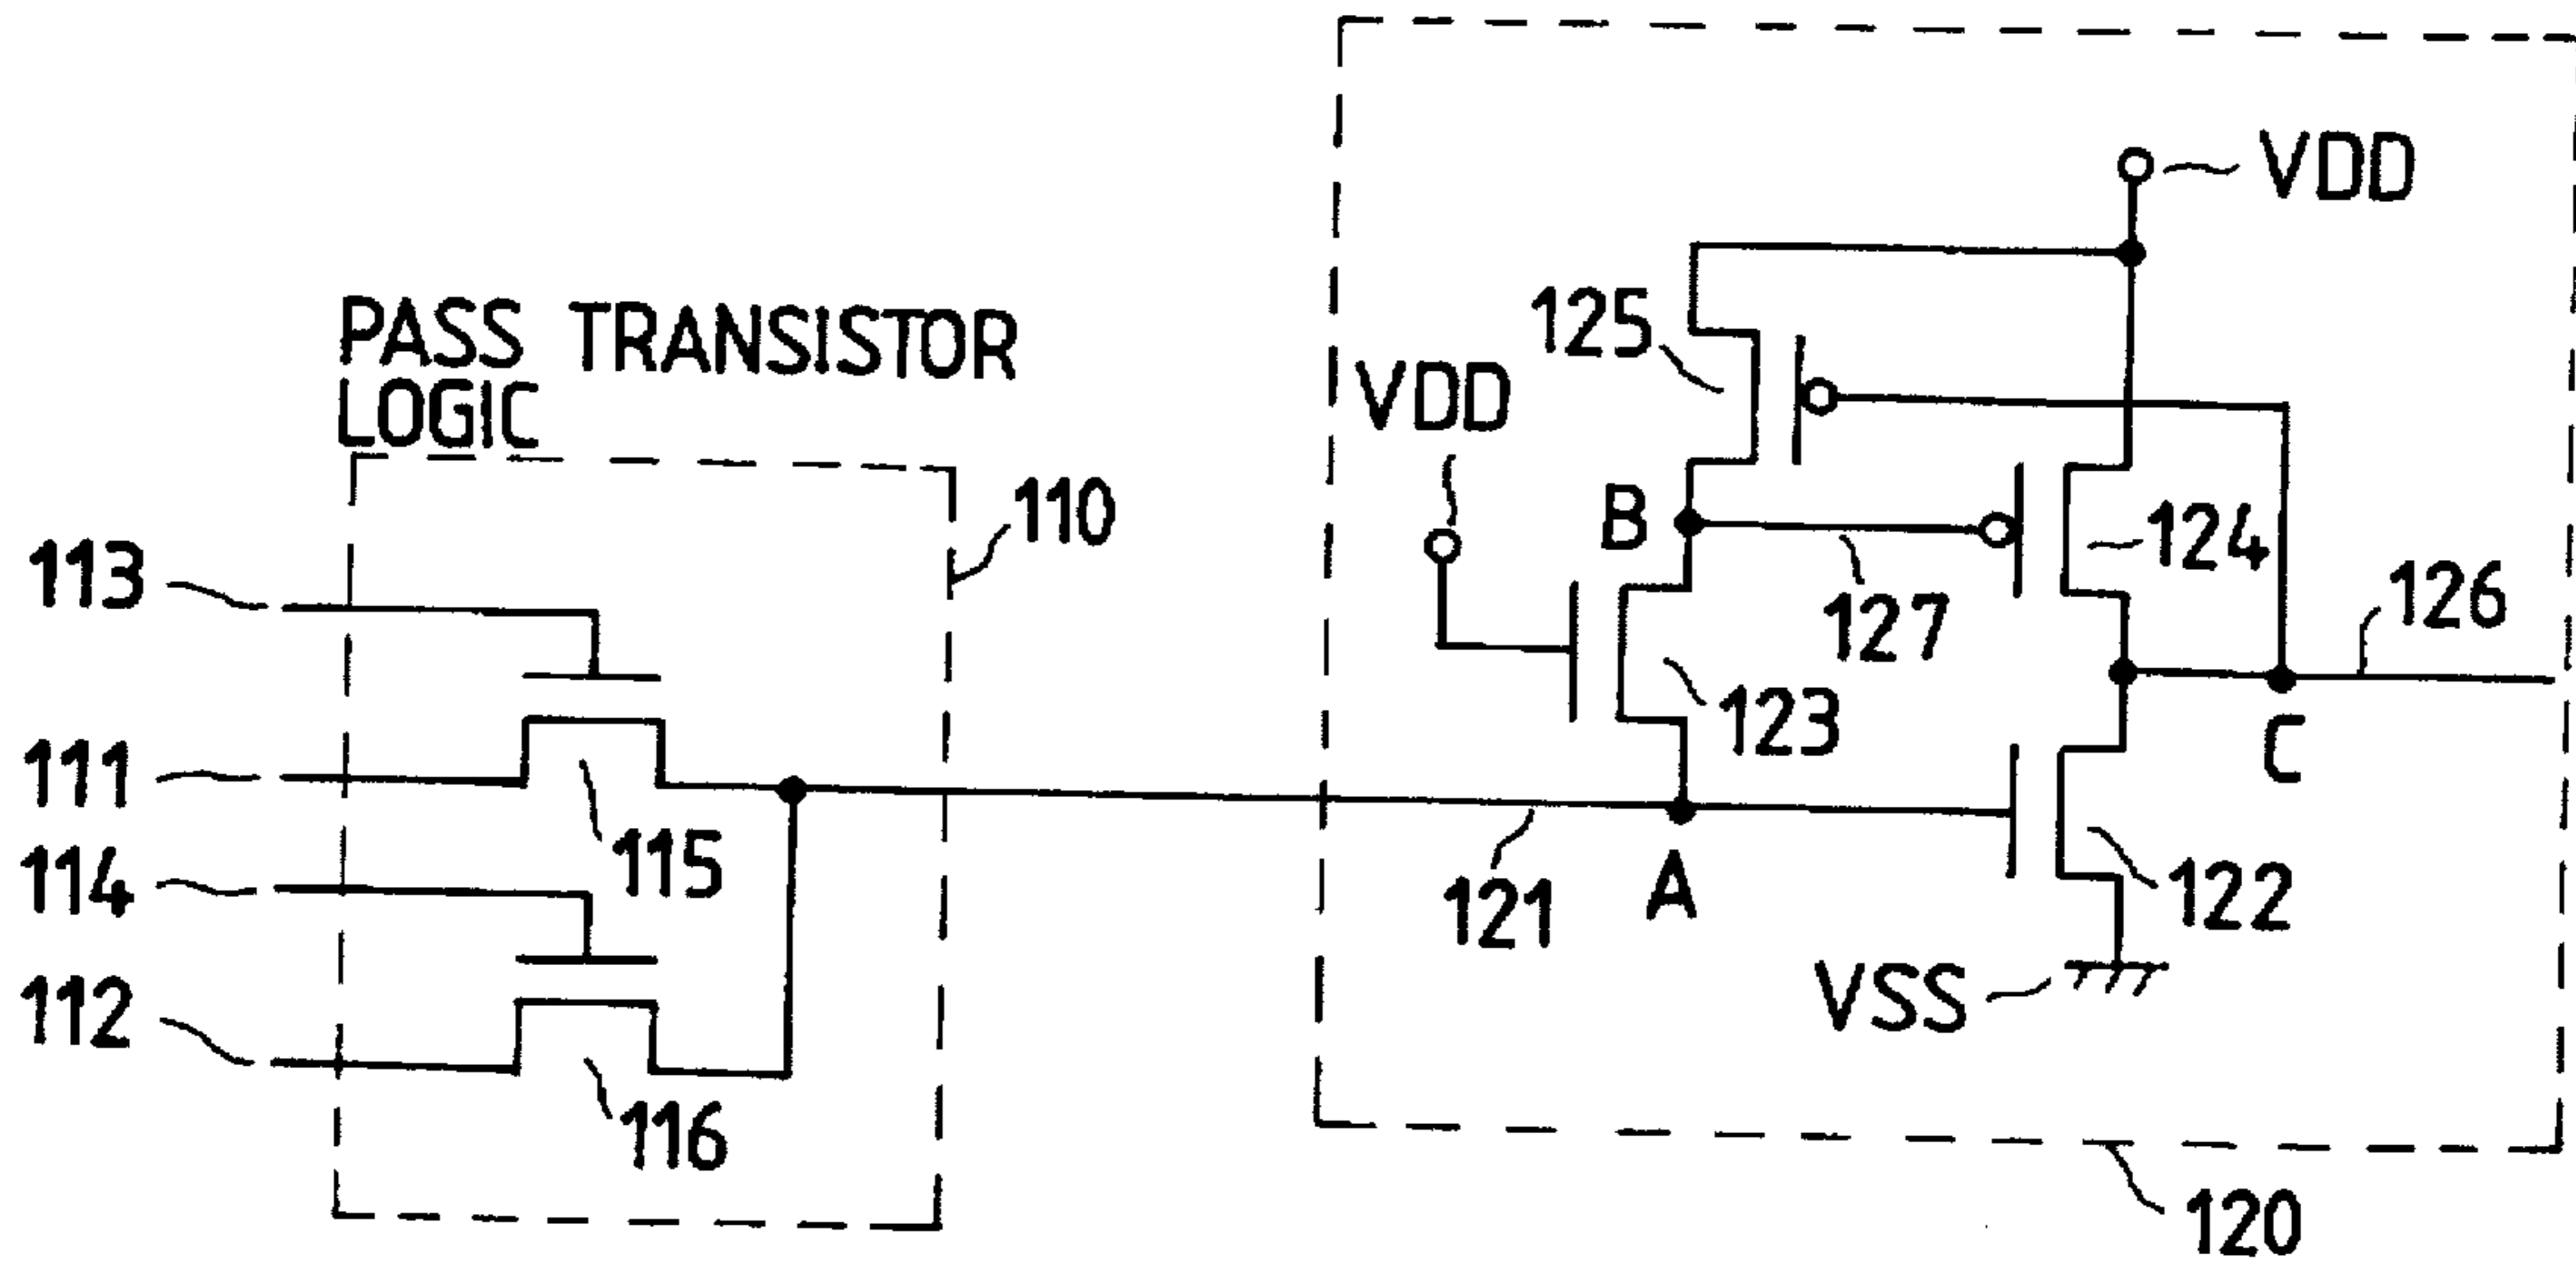 VDD
125
VDD
PASS TRANSISTOR
LOGIC
110
B
124
113
127
126
123
111
C
115
114
121
A
122
112
VSS
116
120